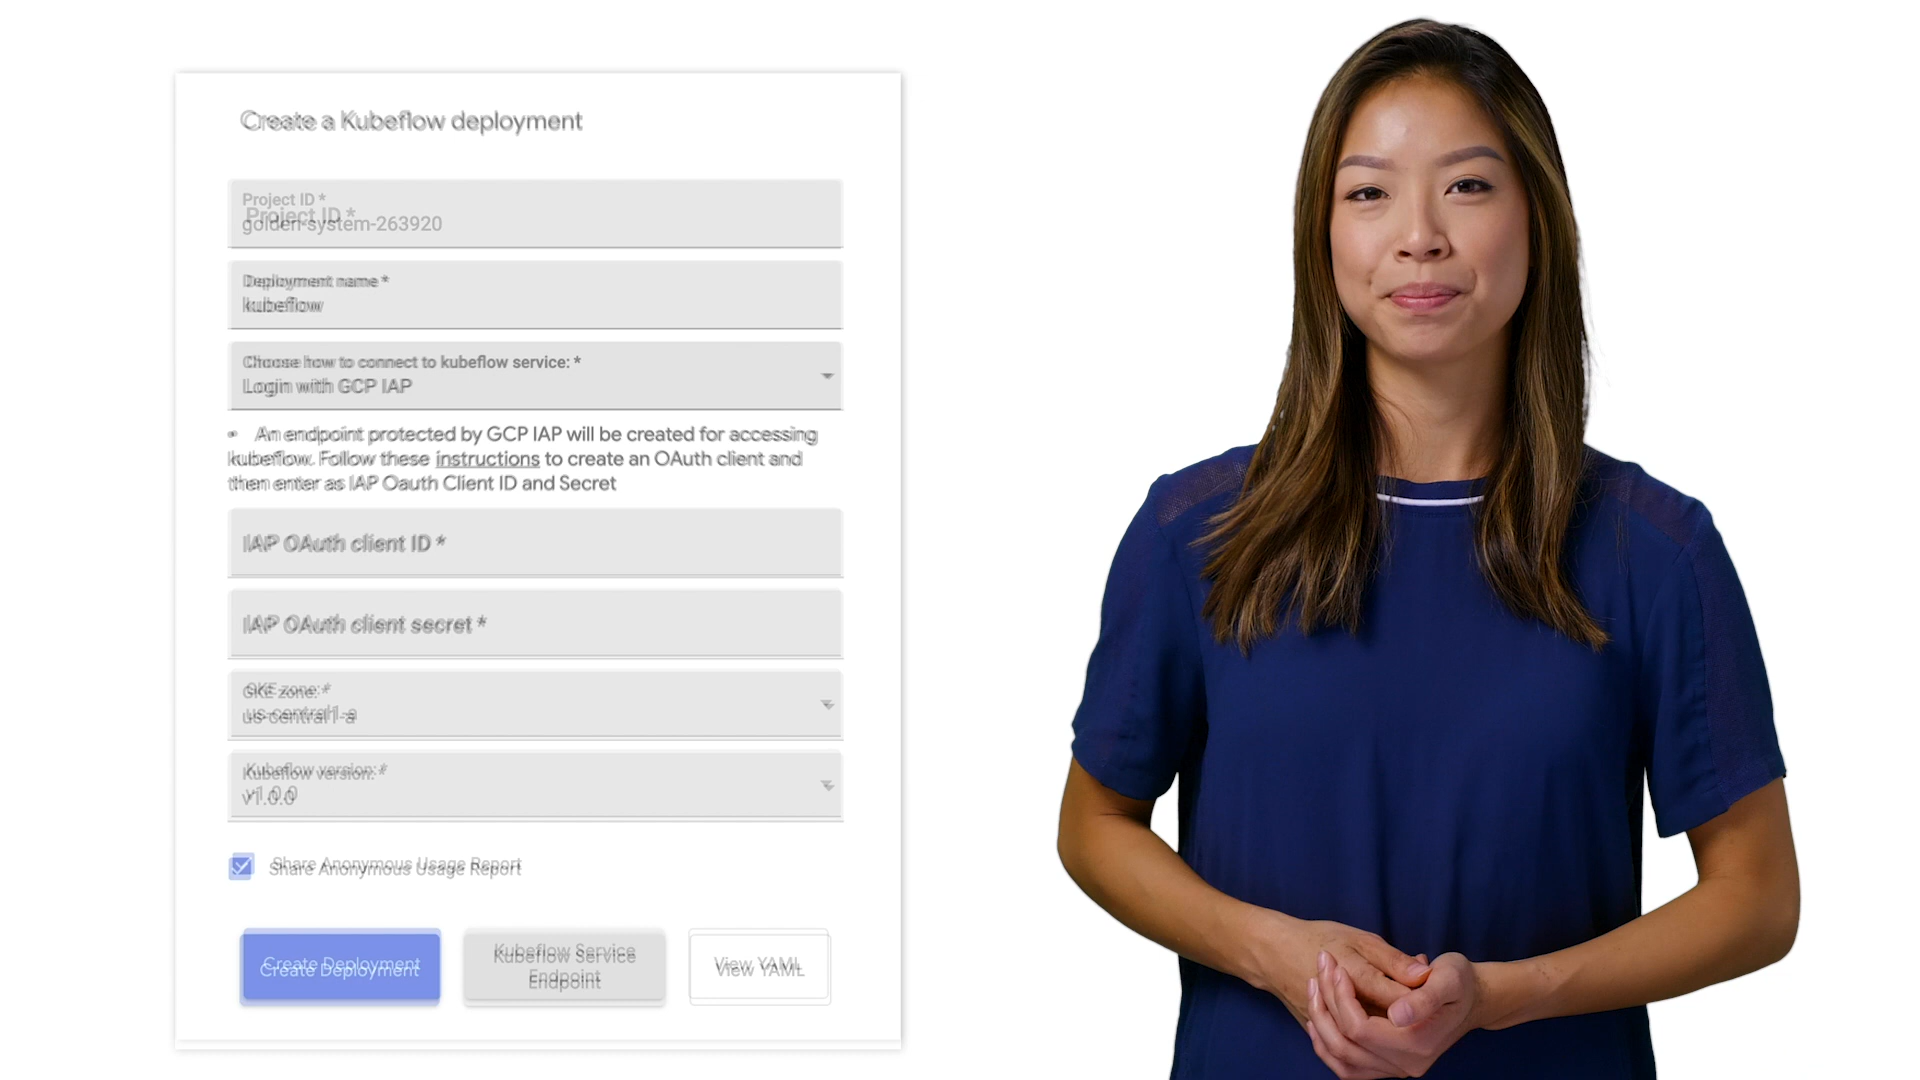 Create a Kubeflow deployment
Project ID *
Project ID *
golden-system-263920
Deployment name *
kubeflow
Choose how to connect to kubeflow service: *
Login with GCP IAP
• An endpoint protected by GCP IAP will be created for accessing
kubeflow. Follow these instructions to create an OAuth client and
then enter as IAP Oauth Client ID and Secret
IAP OAuth client ID *
IAP OAuth client secret *
GKE zone: *
us-central1-a
Kubeflow version: *
v1.0.0
Share Anonymous Usage Report
Create Deployment
Kubeflow Service
Endpoint
View YAML